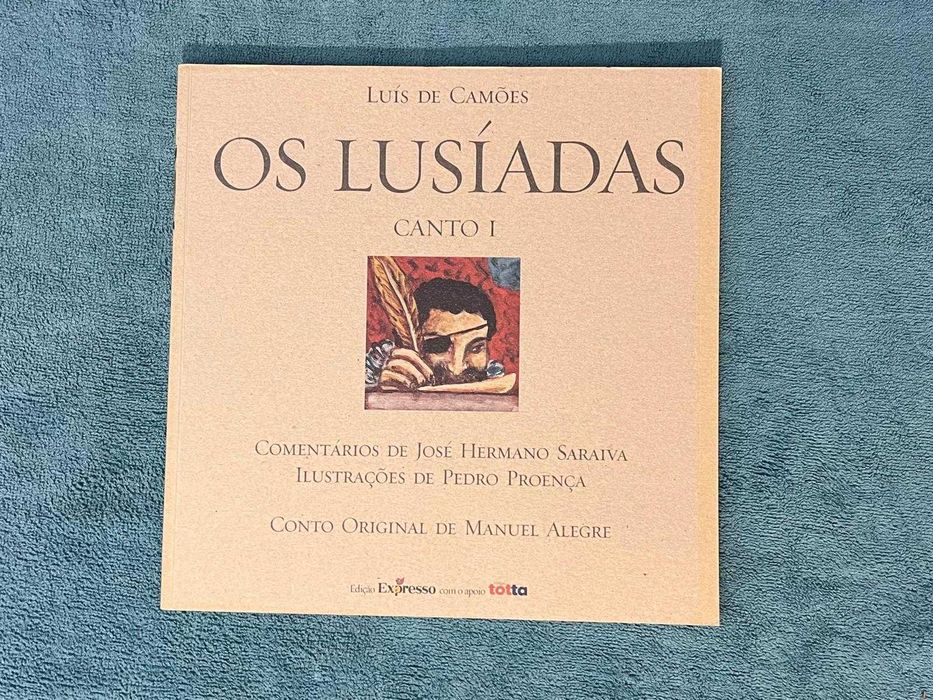 Luís de Camões
OS LUSÍADAS
CANTO I
Comentários de José Hermano Saraiva
Ilustrações de Pedro Proença
Conto Original de Manuel Alegre
Edição Expresso com o apoio totta